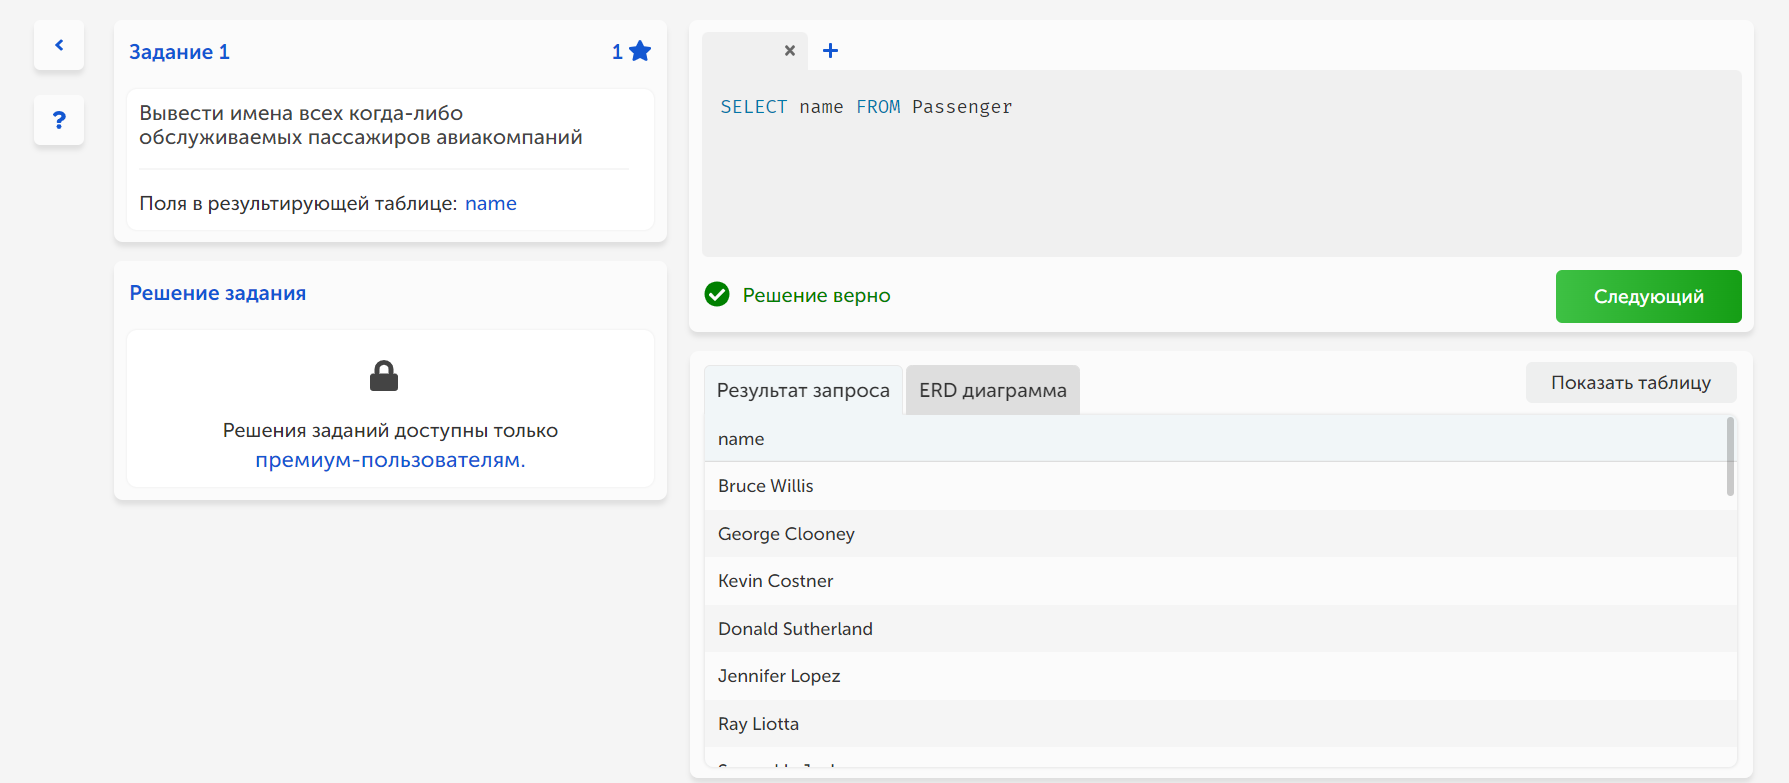 Задание 1
1
?
Вывести имена всех когда-либо
обслуживаемых пассажиров авиакомпаний
Поля в результирующей таблице: name
Решение задания
Решения заданий доступны только
премиум-пользователям.
SELECT name FROM Passenger
Решение верно
Следующий
Результат запроса
ERD диаграмма
Показать таблицу
name
Bruce Willis
George Clooney
Kevin Costner
Donald Sutherland
Jennifer Lopez
Ray Liotta